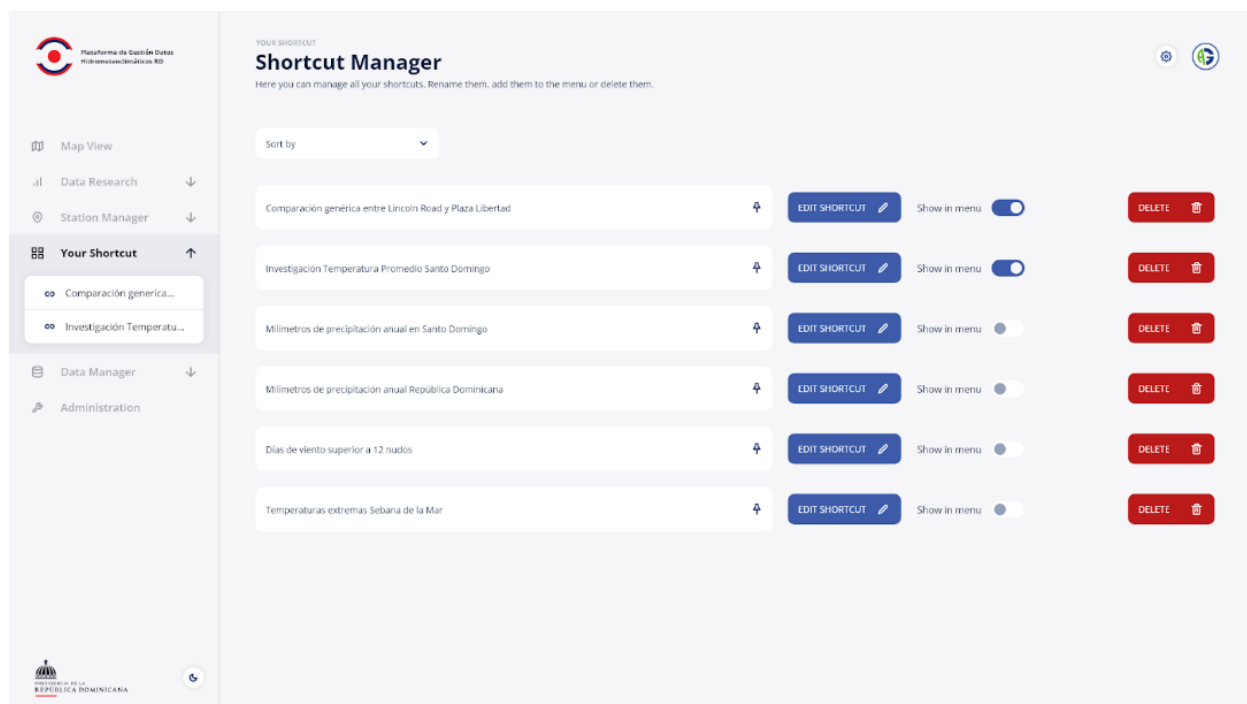 Plataforma de Gestión Datos
Hidrometeoclimáticos RD
Map View
Data Research
Station Manager
Your Shortcut
Comparación generica...
Investigación Temperatu...
Data Manager
Administration
PRESIDENCIA DE LA
REPÚBLICA DOMINICANA
YOUR SHORTCUT
Shortcut Manager
Here you can manage all your shortcuts. Rename them, add them to the menu or delete them.
AG
Sort by
Comparación genérica entre Lincoln Road y Plaza Libertad
EDIT SHORTCUT
Show in menu
DELETE
Investigación Temperatura Promedio Santo Domingo
EDIT SHORTCUT
Show in menu
DELETE
Milimetros de precipitación anual en Santo Domingo
EDIT SHORTCUT
Show in menu
DELETE
Milimetros de precipitación anual República Dominicana
EDIT SHORTCUT
Show in menu
DELETE
Días de viento superior a 12 nudos
EDIT SHORTCUT
Show in menu
DELETE
Temperaturas extremas Sebana de la Mar
EDIT SHORTCUT
Show in menu
DELETE